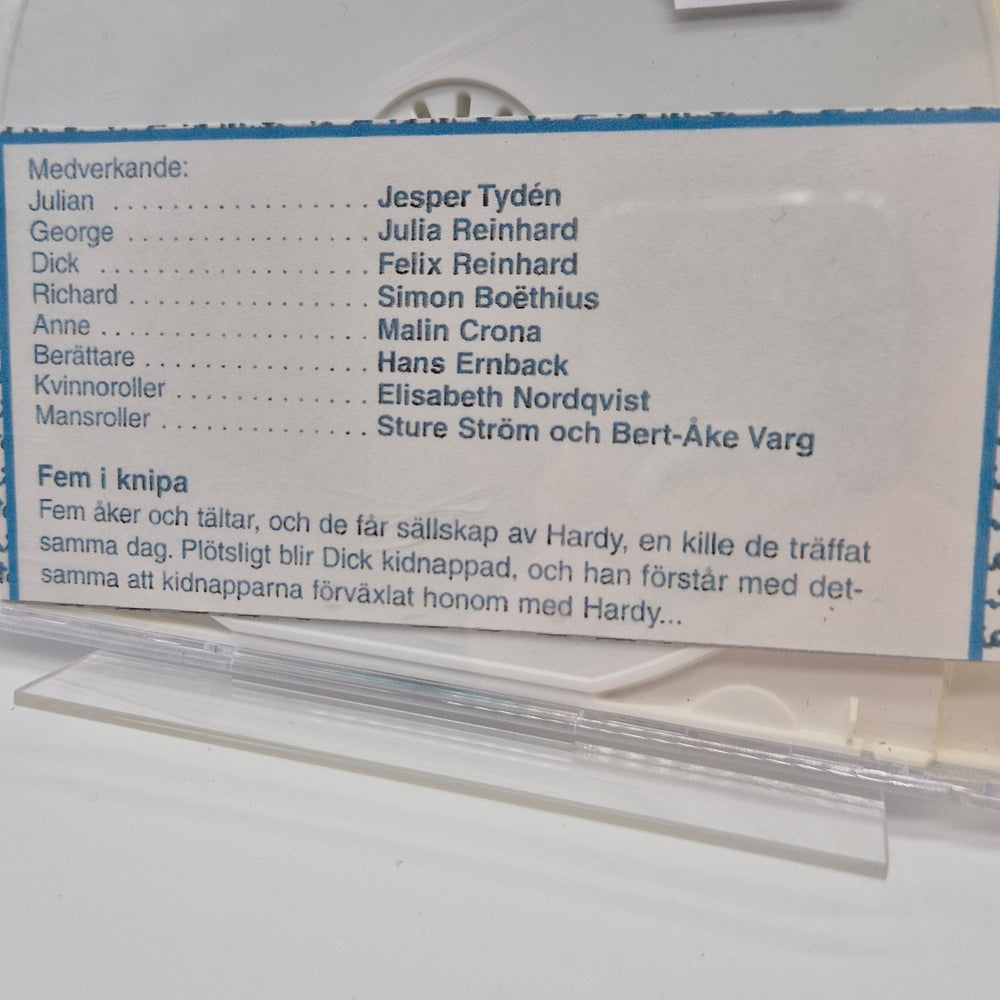 Medverkande:
Julian ................ Jesper Tydén
George ................ Julia Reinhard
Dick ................. Felix Reinhard
Richard ................ Simon Boëthius
Anne ................. Malin Crona
Berättare .............. Hans Ernback
Kvinnoroller ............ Elisabeth Nordqvist
Mansroller ............. Sture Ström och Bert-Åke Varg
Fem i knipa
Fem åker och tältar, och de får sällskap av Hardy, en kille de träffat
samma dag. Plötsligt blir Dick kidnappad, och han förstår med det-
samma att kidnapparna förväxlat honom med Hardy...